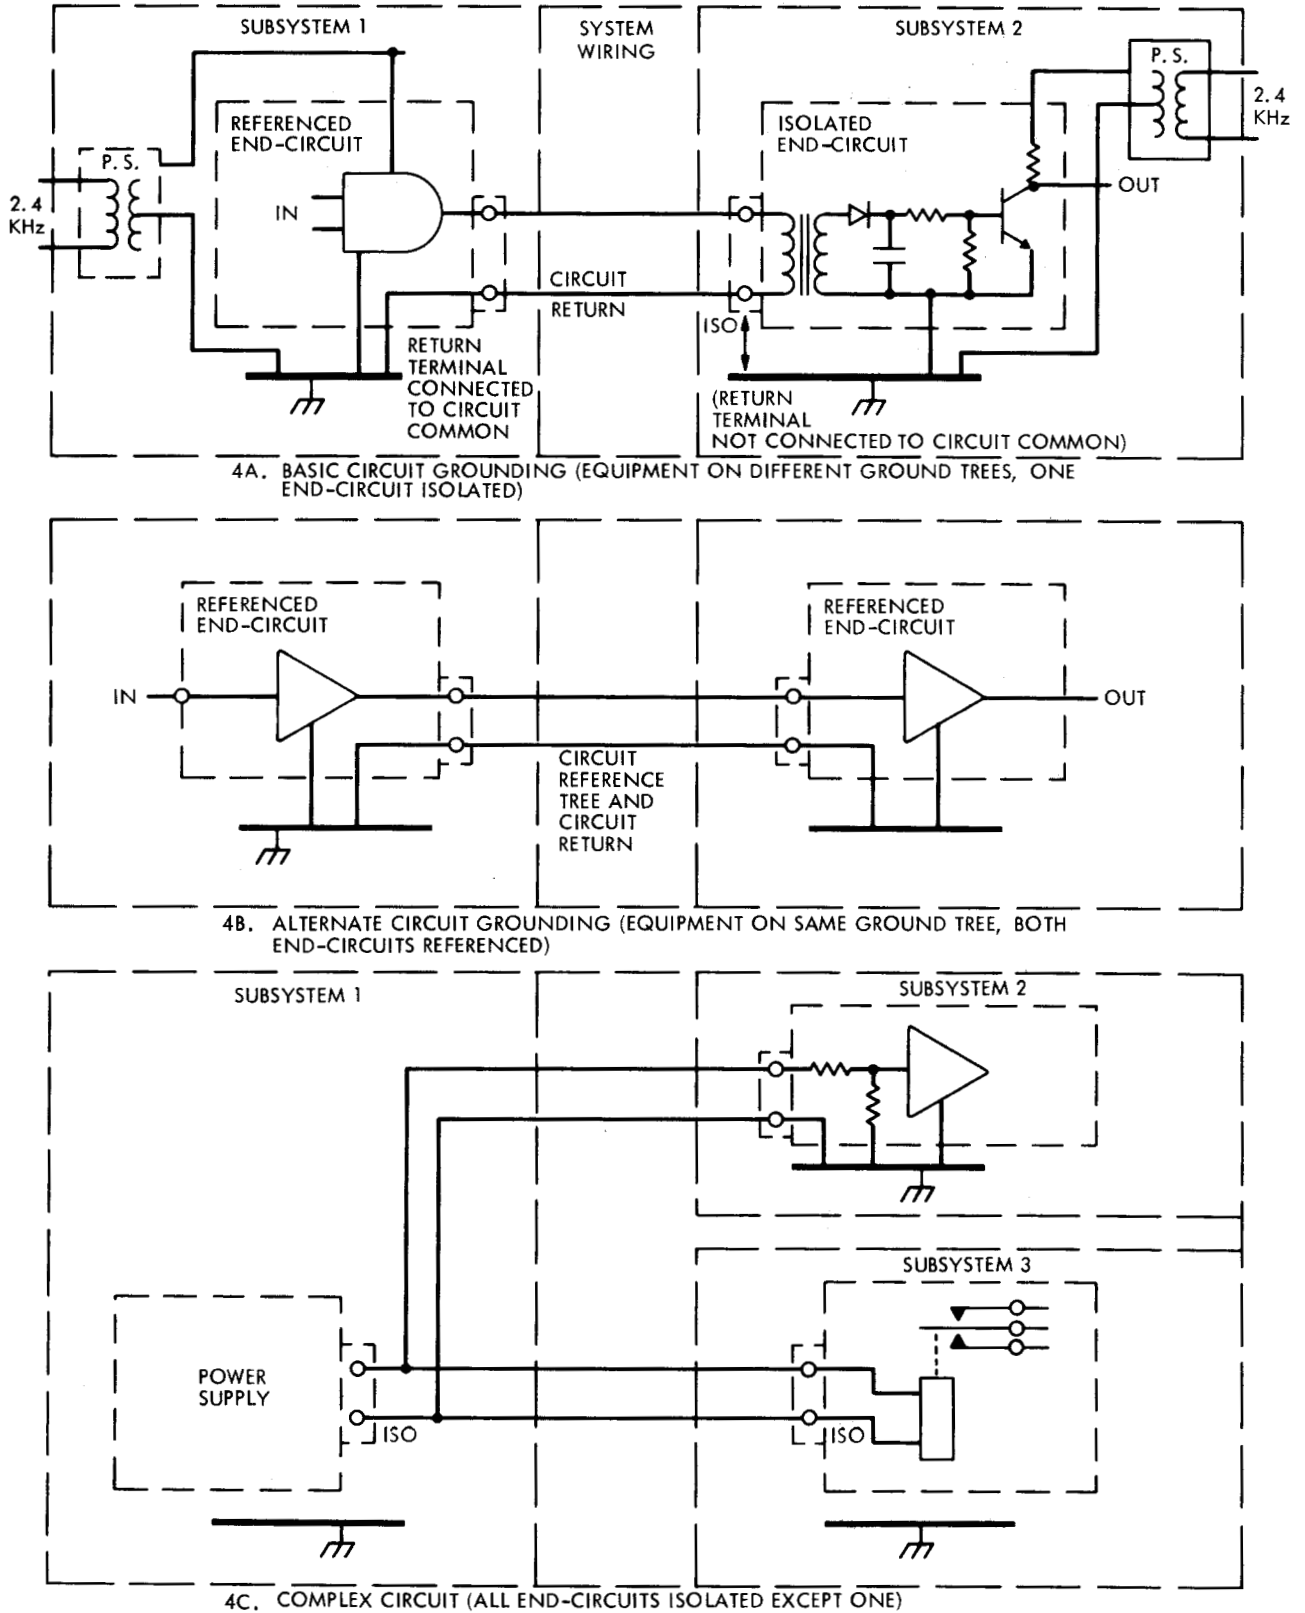 SUBSYSTEM 1
SYSTEM
WIRING
SUBSYSTEM 2
P. S.
2.4
KHz
REFERENCED
END-CIRCUIT
ISOLATED
END-CIRCUIT
P. S.
2.4
KHz
IN
OUT
CIRCUIT
RETURN
ISO
RETURN
TERMINAL
CONNECTED
TO CIRCUIT
COMMON
(RETURN
TERMINAL
NOT CONNECTED TO CIRCUIT COMMON)
4A. BASIC CIRCUIT GROUNDING (EQUIPMENT ON DIFFERENT GROUND TREES, ONE
END-CIRCUIT ISOLATED)
REFERENCED
END-CIRCUIT
REFERENCED
END-CIRCUIT
IN
OUT
CIRCUIT
REFERENCE
TREE AND
CIRCUIT
RETURN
4B. ALTERNATE CIRCUIT GROUNDING (EQUIPMENT ON SAME GROUND TREE, BOTH
END-CIRCUITS REFERENCED)
SUBSYSTEM 1
SUBSYSTEM 2
SUBSYSTEM 3
POWER
SUPPLY
ISO
ISO
4C. COMPLEX CIRCUIT (ALL END-CIRCUITS ISOLATED EXCEPT ONE)